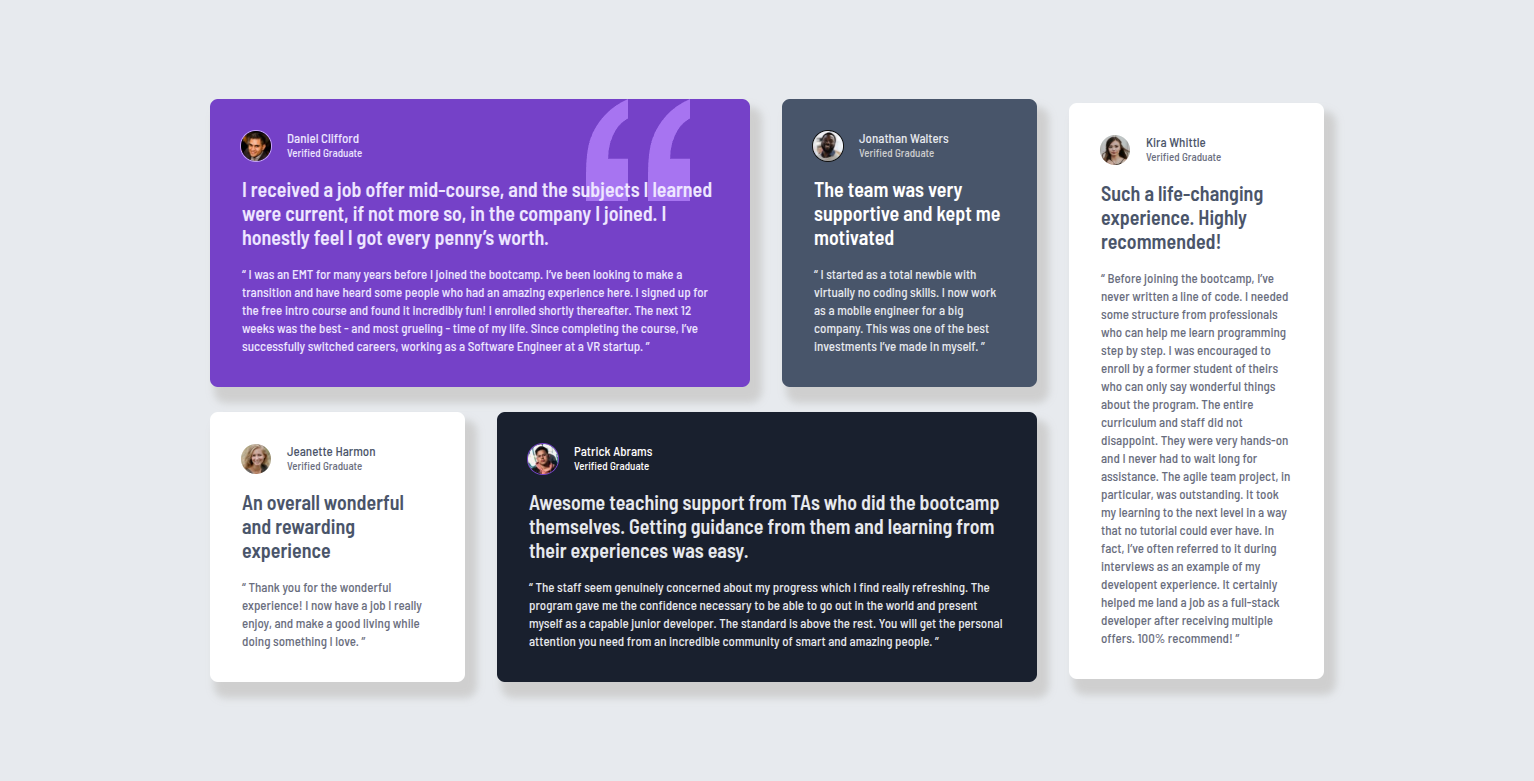 Daniel Clifford
Verified Graduate
I received a job offer mid-course, and the subjects I learned
were current, if not more so, in the company I joined. I
honestly feel I got every penny’s worth.
“ I was an EMT for many years before I joined the bootcamp. I’ve been looking to make a
transition and have heard some people who had an amazing experience here. I signed up for
the free intro course and found it incredibly fun! I enrolled shortly thereafter. The next 12
weeks was the best - and most grueling - time of my life. Since completing the course, I’ve
successfully switched careers, working as a Software Engineer at a VR startup. ”
Jonathan Walters
Verified Graduate
The team was very
supportive and kept me
motivated
“ I started as a total newbie with
virtually no coding skills. I now work
as a mobile engineer for a big
company. This was one of the best
investments I’ve made in myself. ”
Kira Whittle
Verified Graduate
Such a life-changing
experience. Highly
recommended!
“ Before joining the bootcamp, I’ve
never written a line of code. I needed
some structure from professionals
who can help me learn programming
step by step. I was encouraged to
enroll by a former student of theirs
who can only say wonderful things
about the program. The entire
curriculum and staff did not
disappoint. They were very hands-on
and I never had to wait long for
assistance. The agile team project, in
particular, was outstanding. It took
my learning to the next level in a way
that no tutorial could ever have. In
fact, I’ve often referred to it during
interviews as an example of my
developent experience. It certainly
helped me land a job as a full-stack
developer after receiving multiple
offers. 100% recommend! ”
Jeanette Harmon
Verified Graduate
An overall wonderful
and rewarding
experience
“ Thank you for the wonderful
experience! I now have a job I really
enjoy, and make a good living while
doing something I love. ”
Patrick Abrams
Verified Graduate
Awesome teaching support from TAs who did the bootcamp
themselves. Getting guidance from them and learning from
their experiences was easy.
“ The staff seem genuinely concerned about my progress which I find really refreshing. The
program gave me the confidence necessary to be able to go out in the world and present
myself as a capable junior developer. The standard is above the rest. You will get the personal
attention you need from an incredible community of smart and amazing people. ”